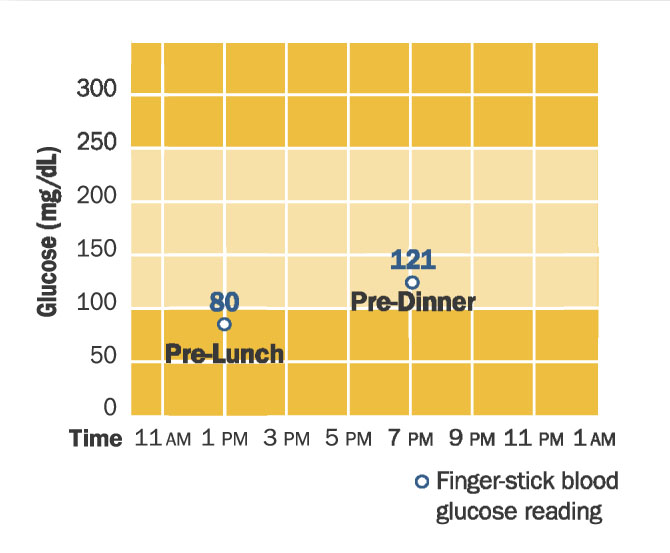 300
250
200
150
100
50
0
Glucose (mg/dL)
121
80
Pre-Dinner
Pre-Lunch
Time 11 AM 1 PM 3 PM 5 PM 7 PM 9 PM 11 PM 1 AM
Finger-stick blood
glucose reading